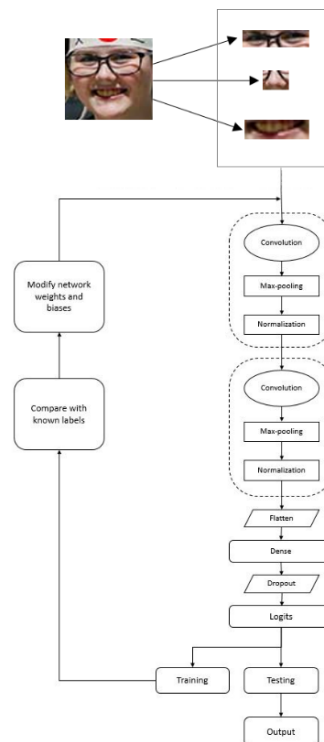 Convolution
Max-pooling
Normalization
Modify network
weights and
biases
Convolution
Compare with
known labels
Max-pooling
Normalization
Flatten
Dense
Dropout
Logits
Training
Testing
Output